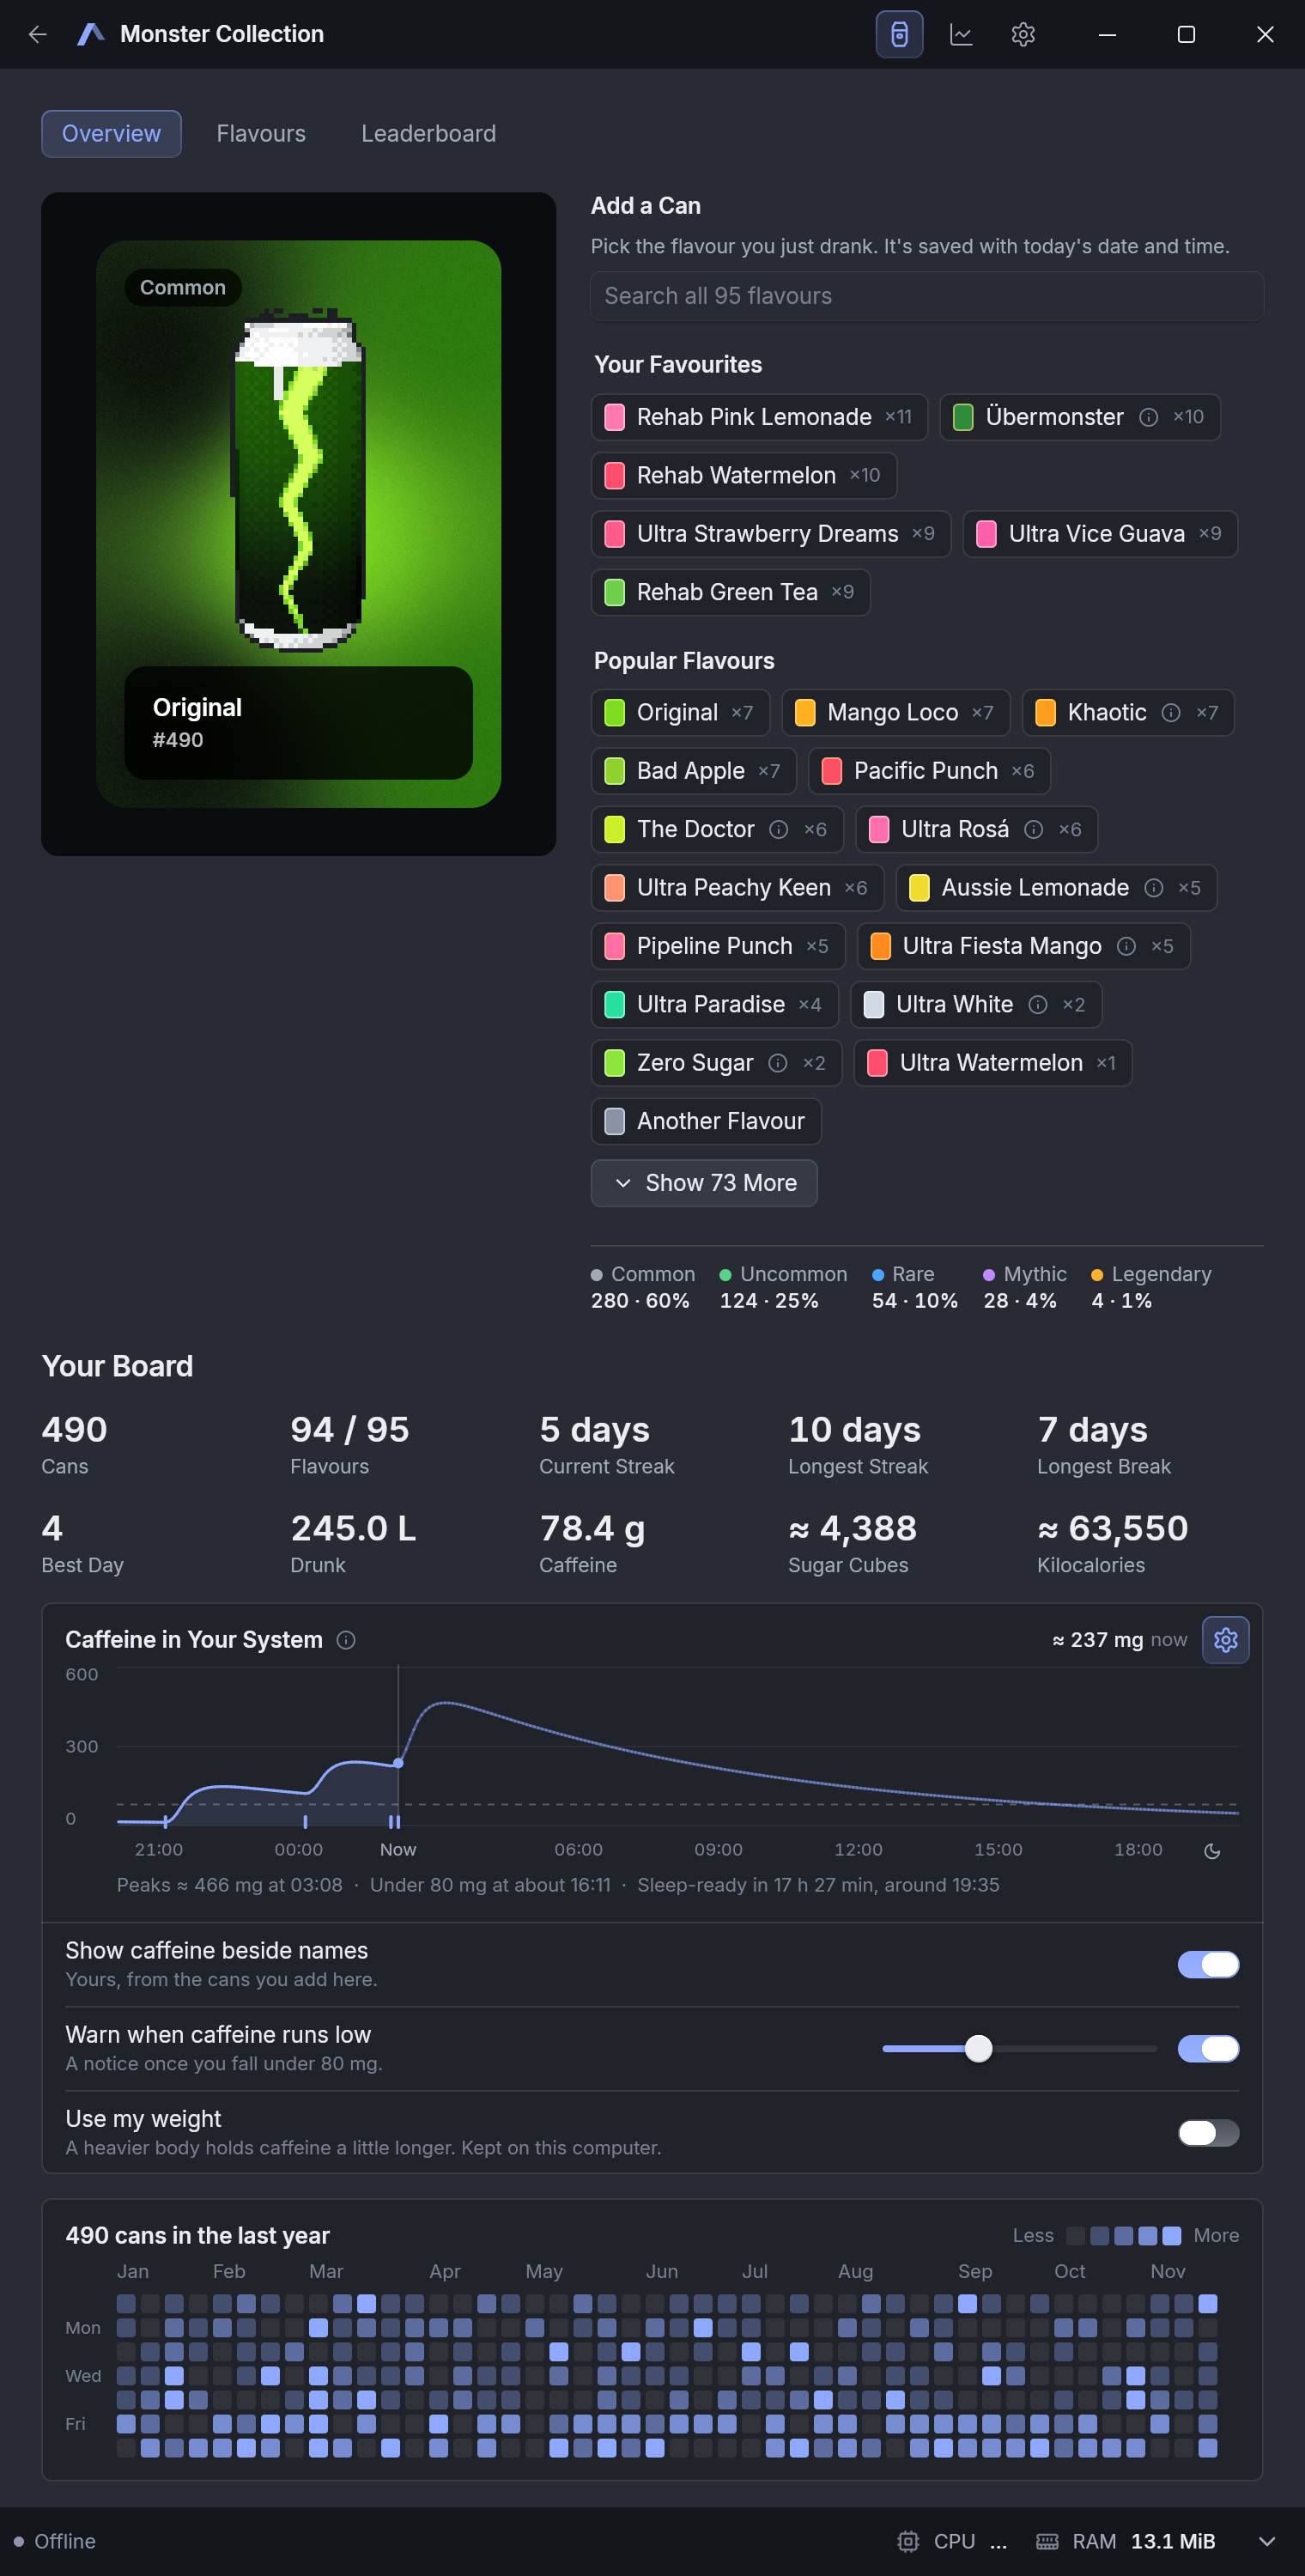 Monster Collection
Overview Flavours Leaderboard
Common
Original
#490
Add a Can
Pick the flavour you just drank. It's saved with today's date and time.
Search all 95 flavours
Your Favourites
Rehab Pink Lemonade ×11 Übermonster ×10
Rehab Watermelon ×10
Ultra Strawberry Dreams ×9 Ultra Vice Guava ×9
Rehab Green Tea ×9
Popular Flavours
Original ×7 Mango Loco ×7 Khaotic ×7
Bad Apple ×7 Pacific Punch ×6
The Doctor ×6 Ultra Rosá ×6
Ultra Peachy Keen ×6 Aussie Lemonade ×5
Pipeline Punch ×5 Ultra Fiesta Mango ×5
Ultra Paradise ×4 Ultra White ×2
Zero Sugar ×2 Ultra Watermelon ×1
Another Flavour
Show 73 More
Common Uncommon Rare Mythic Legendary
280 · 60% 124 · 25% 54 · 10% 28 · 4% 4 · 1%
Your Board
490 94 / 95 5 days 10 days 7 days
Cans Flavours Current Streak Longest Streak Longest Break
4 245.0 L 78.4 g ≈ 4,388 ≈ 63,550
Best Day Drunk Caffeine Sugar Cubes Kilocalories
Caffeine in Your System ≈ 237 mg now
600
300
0
21:00 00:00 Now 06:00 09:00 12:00 15:00 18:00
Peaks ≈ 466 mg at 03:08 · Under 80 mg at about 16:11 · Sleep-ready in 17 h 27 min, around 19:35
Show caffeine beside names
Yours, from the cans you add here.
Warn when caffeine runs low
A notice once you fall under 80 mg.
Use my weight
A heavier body holds caffeine a little longer. Kept on this computer.
490 cans in the last year Less More
Jan Feb Mar Apr May Jun Jul Aug Sep Oct Nov
Mon
Wed
Fri
Offline CPU ... RAM 13.1 MiB